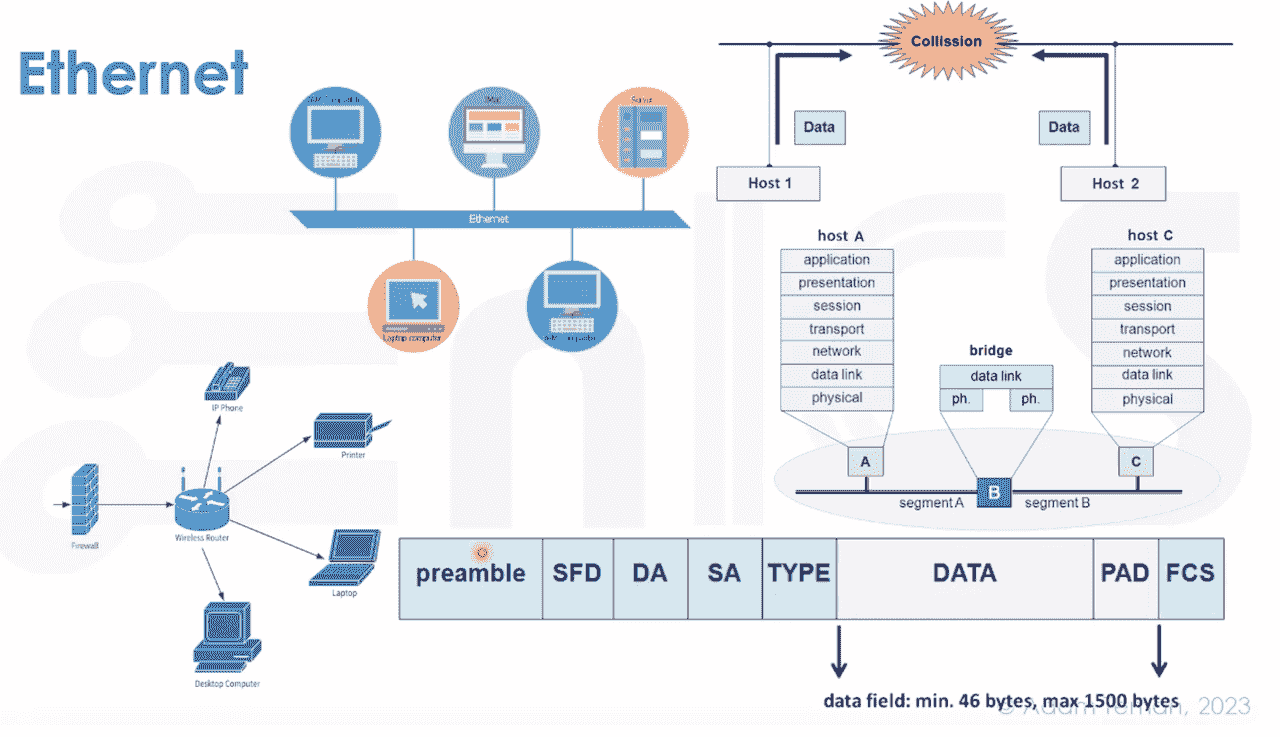 Ethernet
Collission
Data
Data
Host 1
Host 2
Server
Ethernet
Laptop computer
host A
application
presentation
session
transport
network
data link
physical
bridge
data link
ph.
ph.
host C
application
presentation
session
transport
network
data link
physical
A
B
C
segment A
segment B
IP Phone
Printer
Firewall
Wireless Router
Laptop
Desktop Computer
preamble
SFD
DA
SA
TYPE
DATA
PAD
FCS
data field: min. 46 bytes, max 1500 bytes
2023